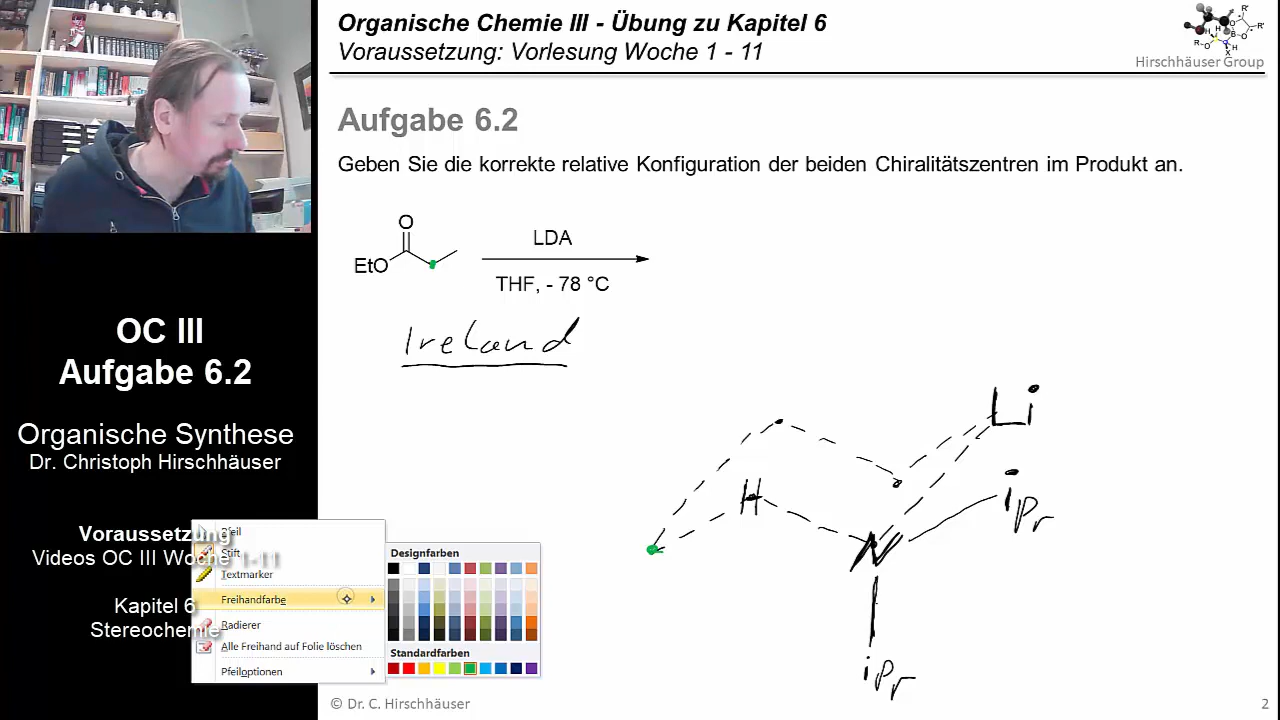 Organische Chemie III - Übung zu Kapitel 6
Voraussetzung: Vorlesung Woche 1 - 11
Hirschhäuser Group
Aufgabe 6.2
Geben Sie die korrekte relative Konfiguration der beiden Chiralitätszentren im Produkt an.
O
EtO
LDA
THF, - 78 °C
Ireland
Li
H
iPr
N
iPr
OC III
Aufgabe 6.2
Organische Synthese
Dr. Christoph Hirschhäuser
Voraussetzung
Videos OC III Woche 1-11
Kapitel 6
Stereochemie
Pfeil
Stift
Textmarker
Freihandfarbe
Radierer
Alle Freihand auf Folie löschen
Pfeiloptionen
Designfarben
Standardfarben
© Dr. C. Hirschhäuser
2